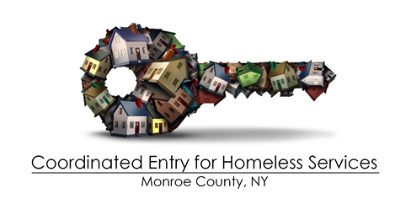 Coordinated Entry for Homeless Services
Monroe County, NY